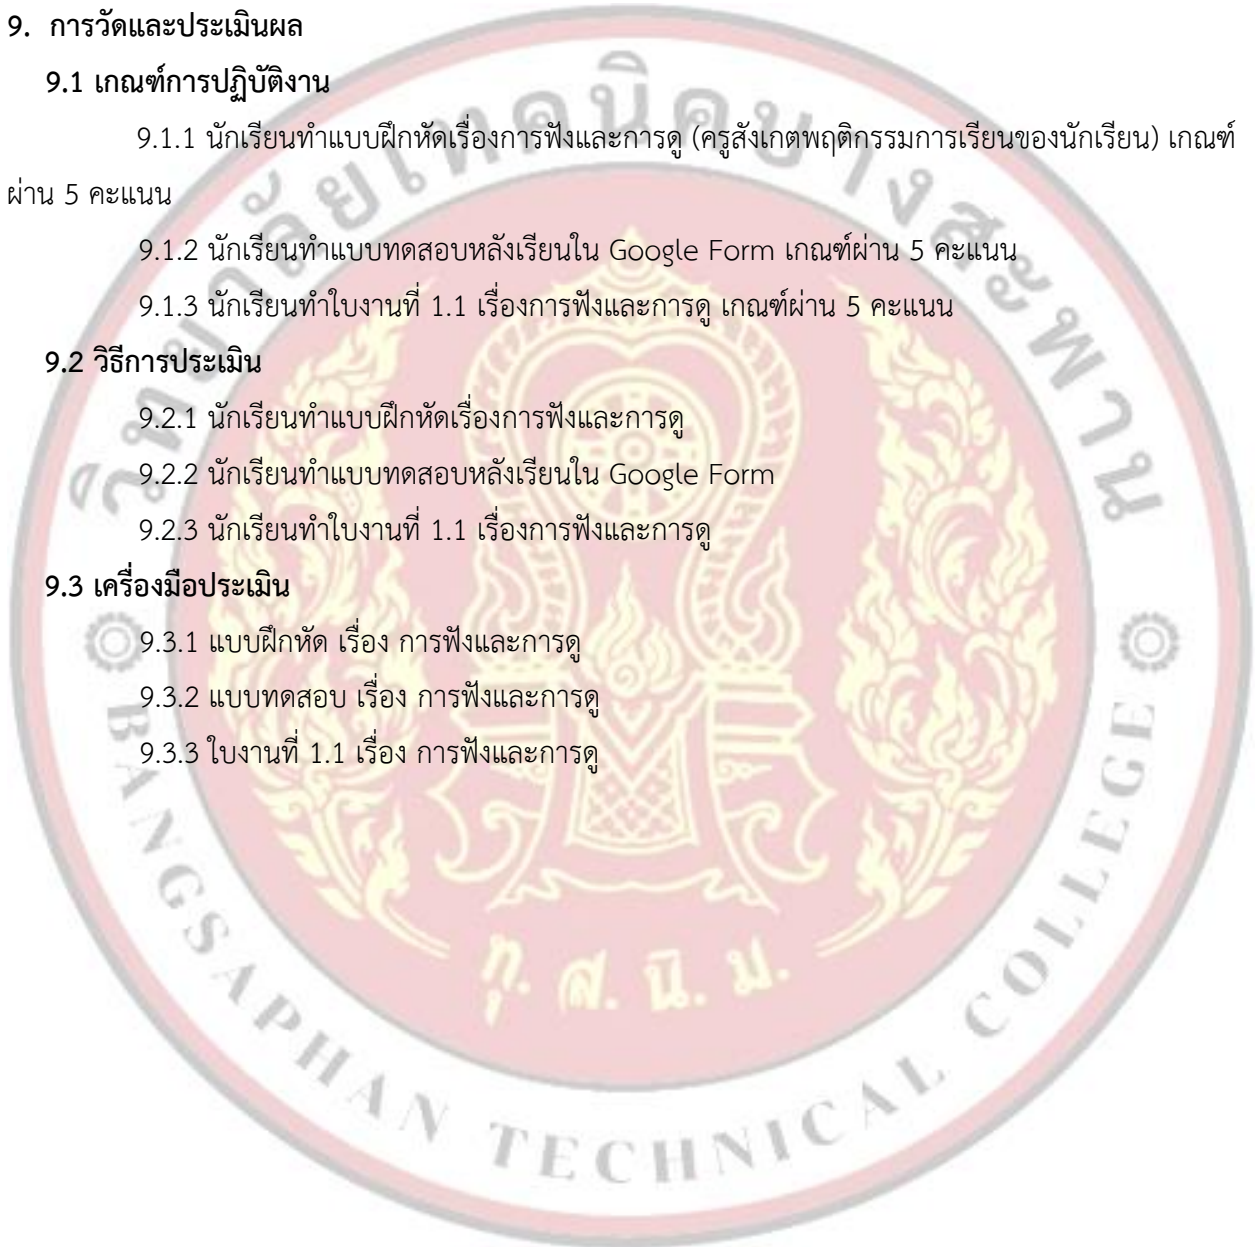 9. การวัดและประเมินผล
9.1 เกณฑ์การปฏิบัติงาน
9.1.1 นักเรียนทำแบบฝึกหัดเรื่องการฟังและการดู (ครูสังเกตพฤติกรรมการเรียนของนักเรียน) เกณฑ์
ผ่าน 5 คะแนน
9.1.2 นักเรียนทำแบบทดสอบหลังเรียนใน Google Form เกณฑ์ผ่าน 5 คะแนน
9.1.3 นักเรียนทำใบงานที่ 1.1 เรื่องการฟังและการดู เกณฑ์ผ่าน 5 คะแนน
9.2 วิธีการประเมิน
9.2.1 นักเรียนทำแบบฝึกหัดเรื่องการฟังและการดู
9.2.2 นักเรียนทำแบบทดสอบหลังเรียนใน Google Form
9.2.3 นักเรียนทำใบงานที่ 1.1 เรื่องการฟังและการดู
9.3 เครื่องมือประเมิน
9.3.1 แบบฝึกหัด เรื่อง การฟังและการดู
9.3.2 แบบทดสอบ เรื่อง การฟังและการดู
9.3.3 ใบงานที่ 1.1 เรื่อง การฟังและการดู
วิทยาลัยเทคนิคบางสะพาน
ทุ. ส. นิ. ม.
BANGSAPHAN TECHNICAL COLLEGE